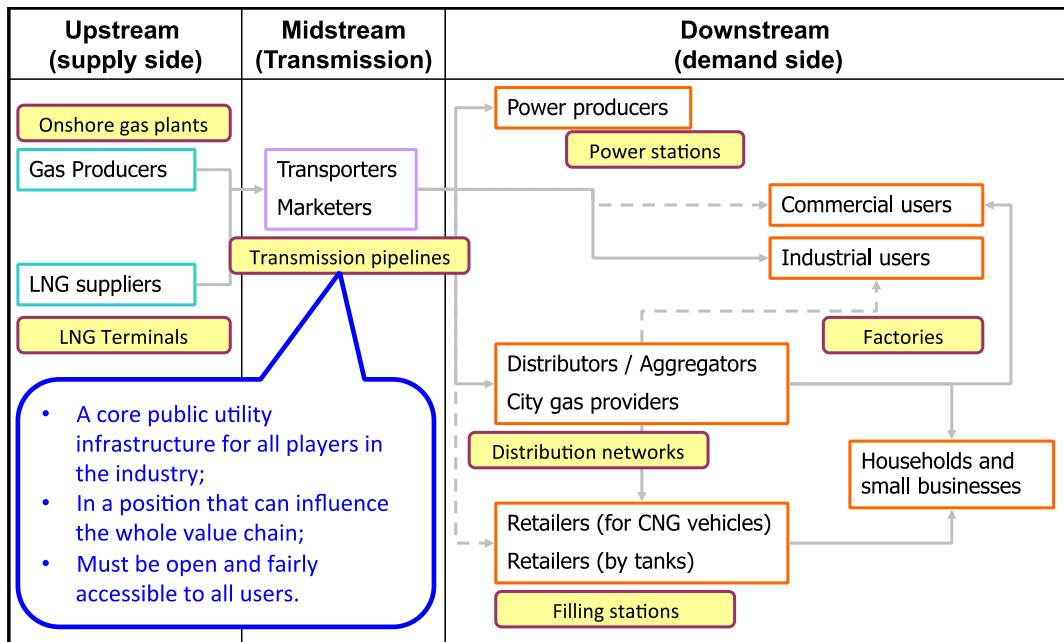 Upstream
(supply side)
Midstream
(Transmission)
Downstream
(demand side)
Onshore gas plants
Gas Producers
LNG suppliers
LNG Terminals
Transporters
Marketers
Transmission pipelines
• A core public utility
infrastructure for all players in
the industry;
• In a position that can influence
the whole value chain;
• Must be open and fairly
accessible to all users.
Power producers
Power stations
Commercial users
Industrial users
Factories
Distributors / Aggregators
City gas providers
Distribution networks
Households and
small businesses
Retailers (for CNG vehicles)
Retailers (by tanks)
Filling stations